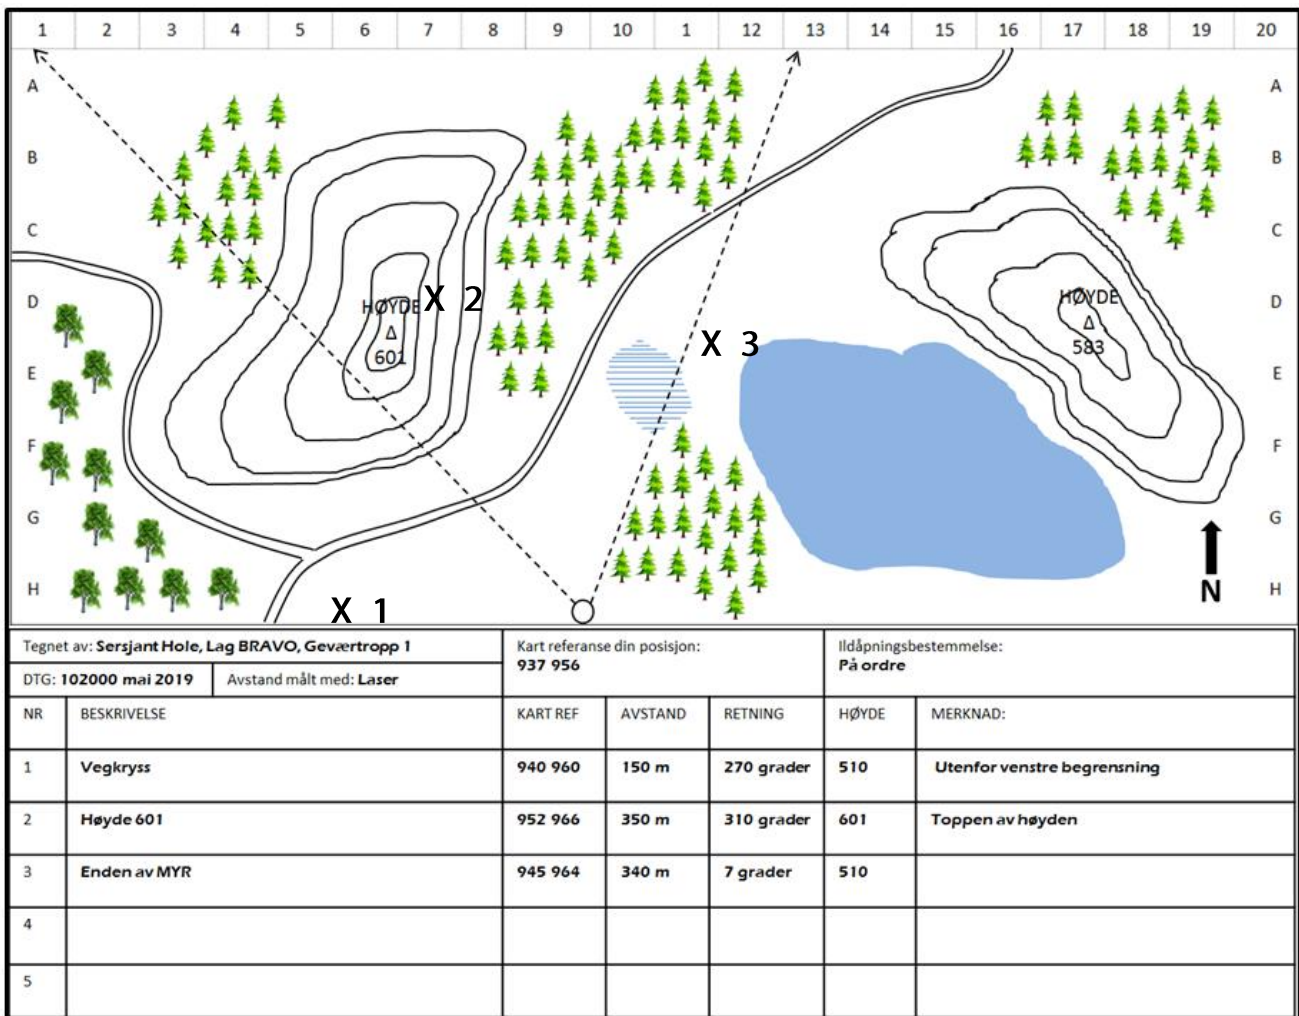 1 2 3 4 5 6 7 8 9 10 1 12 13 14 15 16 17 18 19 20
A A
B B
C C
D HØYDE X 2 HØYDE D
Δ Δ
601 X 3 583
E E
F F
G G
H N H
X 1
Tegnet av: Sersjant Hole, Lag BRAVO, Geværtropp 1
Kart referanse din posisjon:
937 956
Ildåpningsbestemmelse:
På ordre
DTG: 102000 mai 2019 Avstand målt med: Laser
NR BESKRIVELSE KART REF AVSTAND RETNING HØYDE MERKNAD:
1 Vegkryss 940 960 150 m 270 grader 510 Utenfor venstre begrensning
2 Høyde 601 952 966 350 m 310 grader 601 Toppen av høyden
3 Enden av MYR 945 964 340 m 7 grader 510
4
5